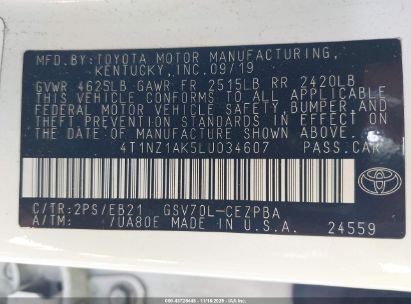 MFD.BY:TOYOTA MOTOR MANUFACTURING,
KENTUCKY,INC. 09/19
GVWR 4625LB GAWR FR 2515LB RR 2420LB
THIS VEHICLE CONFORMS TO ALL APPLICABLE
FEDERAL MOTOR VEHICLE SAFETY, BUMPER,AND
THEFT PREVENTION STANDARDS IN EFFECT ON
THE DATE OF MANUFACTURE SHOWN ABOVE.
4T1NZ1AK5LU034607 PASS.CAR
C/TR:2PS/EB21 GSV70L-CEZPBA
A/TM: -/UA80E MADE IN U.S.A. 24559
TOYOTA